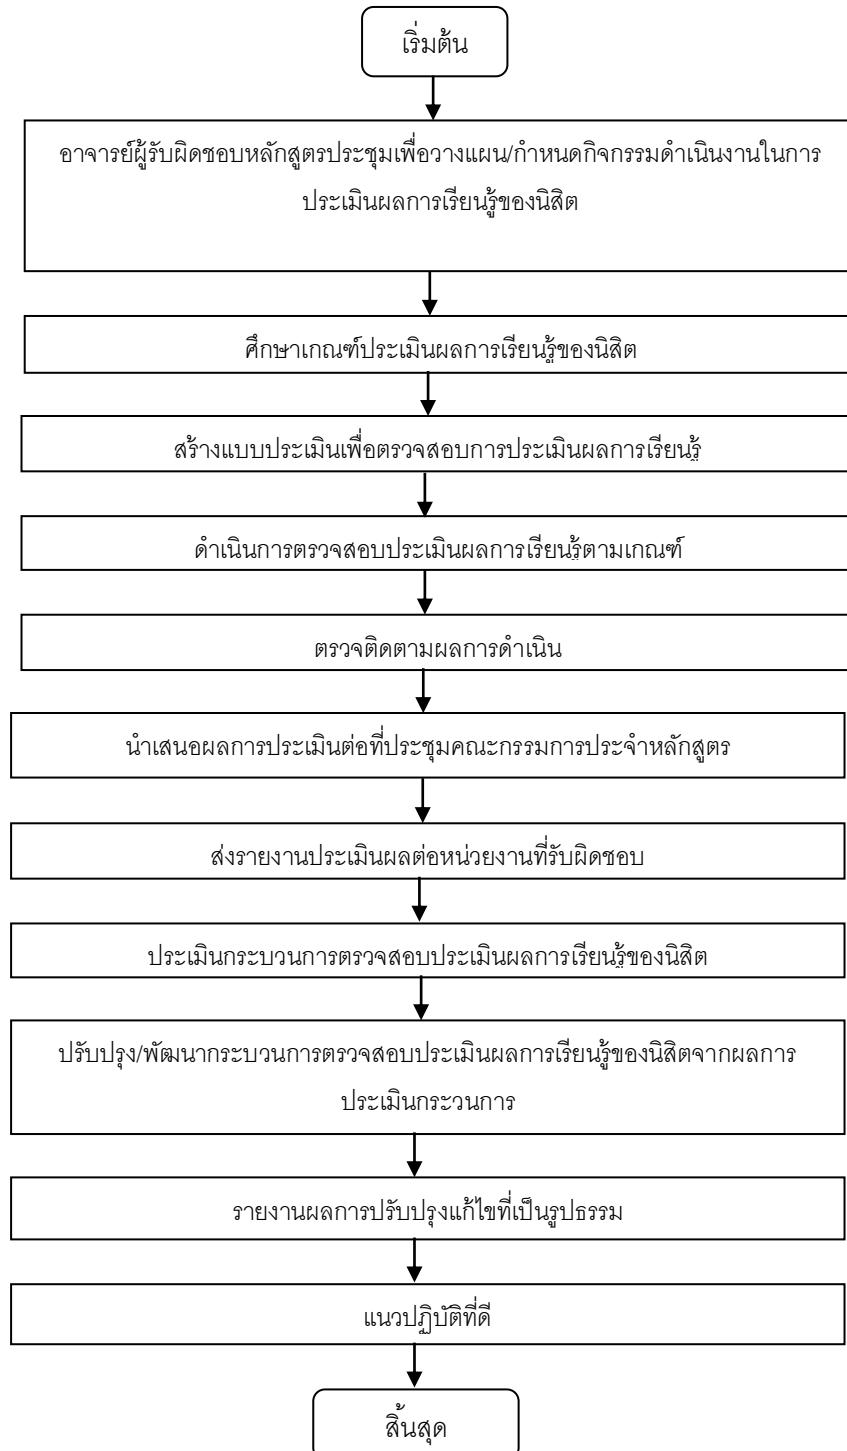 เริ่มต้น
อาจารย์ผู้รับผิดชอบหลักสูตรประชุมเพื่อวางแผน/กำหนดกิจกรรมดำเนินงานในการ
ประเมินผลการเรียนรู้ของนิสิต
ศึกษาเกณฑ์ประเมินผลการเรียนรู้ของนิสิต
สร้างแบบประเมินเพื่อตรวจสอบการประเมินผลการเรียนรู้
ดำเนินการตรวจสอบประเมินผลการเรียนรู้ตามเกณฑ์
ตรวจติดตามผลการดำเนิน
นำเสนอผลการประเมินต่อที่ประชุมคณะกรรมการประจำหลักสูตร
ส่งรายงานประเมินผลต่อหน่วยงานที่รับผิดชอบ
ประเมินกระบวนการตรวจสอบประเมินผลการเรียนรู้ของนิสิต
ปรับปรุง/พัฒนากระบวนการตรวจสอบประเมินผลการเรียนรู้ของนิสิตจากผลการ
ประเมินกระวนการ
รายงานผลการปรับปรุงแก้ไขที่เป็นรูปธรรม
แนวปฏิบัติที่ดี
สิ้นสุด